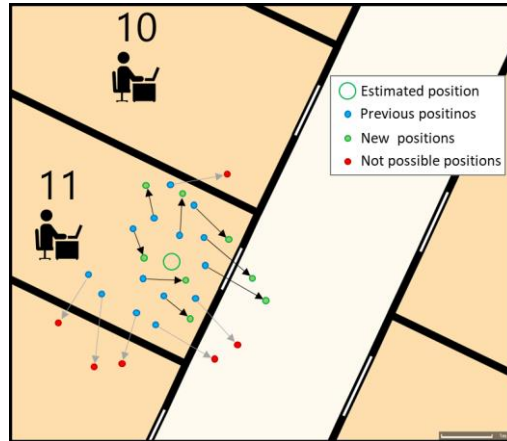 10
Estimated position
Previous positinos
New positions
Not possible positions
11